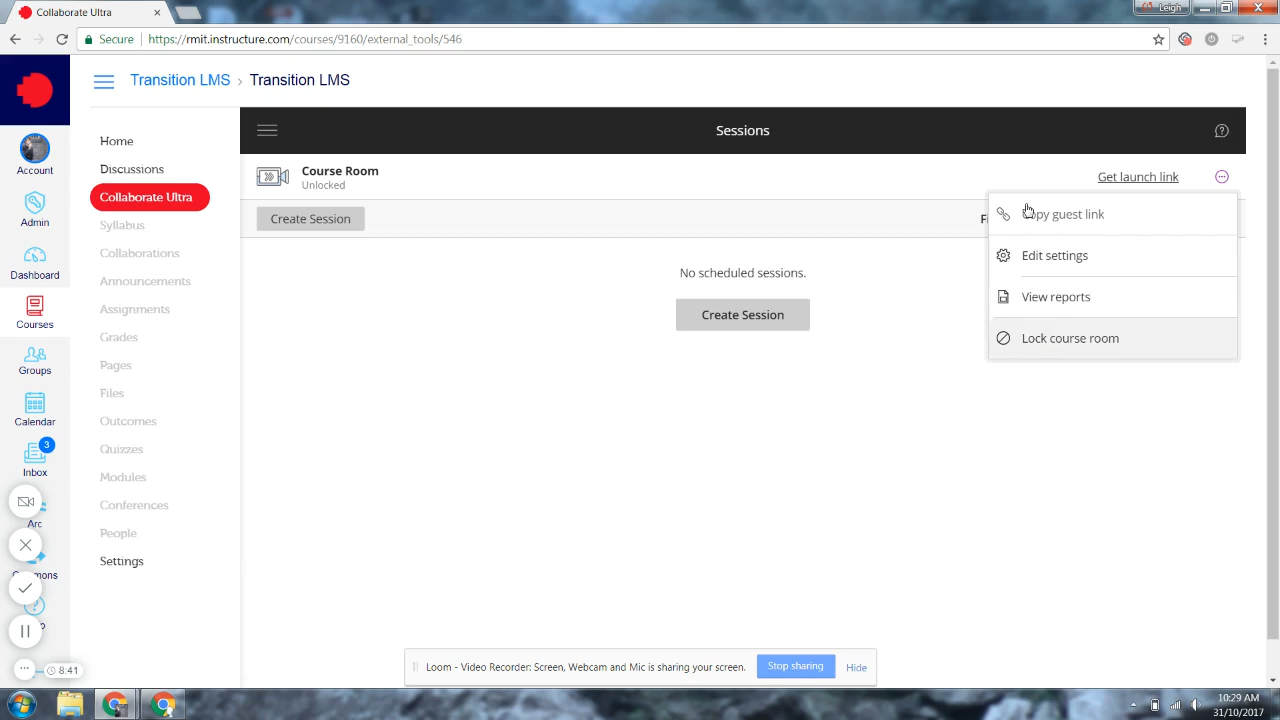 Collaborate Ultra
Leigh
Secure
https://rmit.instructure.com/courses/9160/external_tools/546
Transition LMS › Transition LMS
Account
Admin
Dashboard
Courses
Groups
Calendar
3
Inbox
Arc
8:41
Home
Discussions
Collaborate Ultra
Syllabus
Collaborations
Announcements
Assignments
Grades
Pages
Files
Outcomes
Quizzes
Modules
Conferences
People
Settings
Sessions
Course Room
Unlocked
Get launch link
Create Session
No scheduled sessions.
Create Session
guest link
Edit settings
View reports
Lock course room
Loom - Video Recorder: Screen, Webcam and Mic is sharing your screen.
Stop sharing
Hide
10:29 AM
31/10/2017